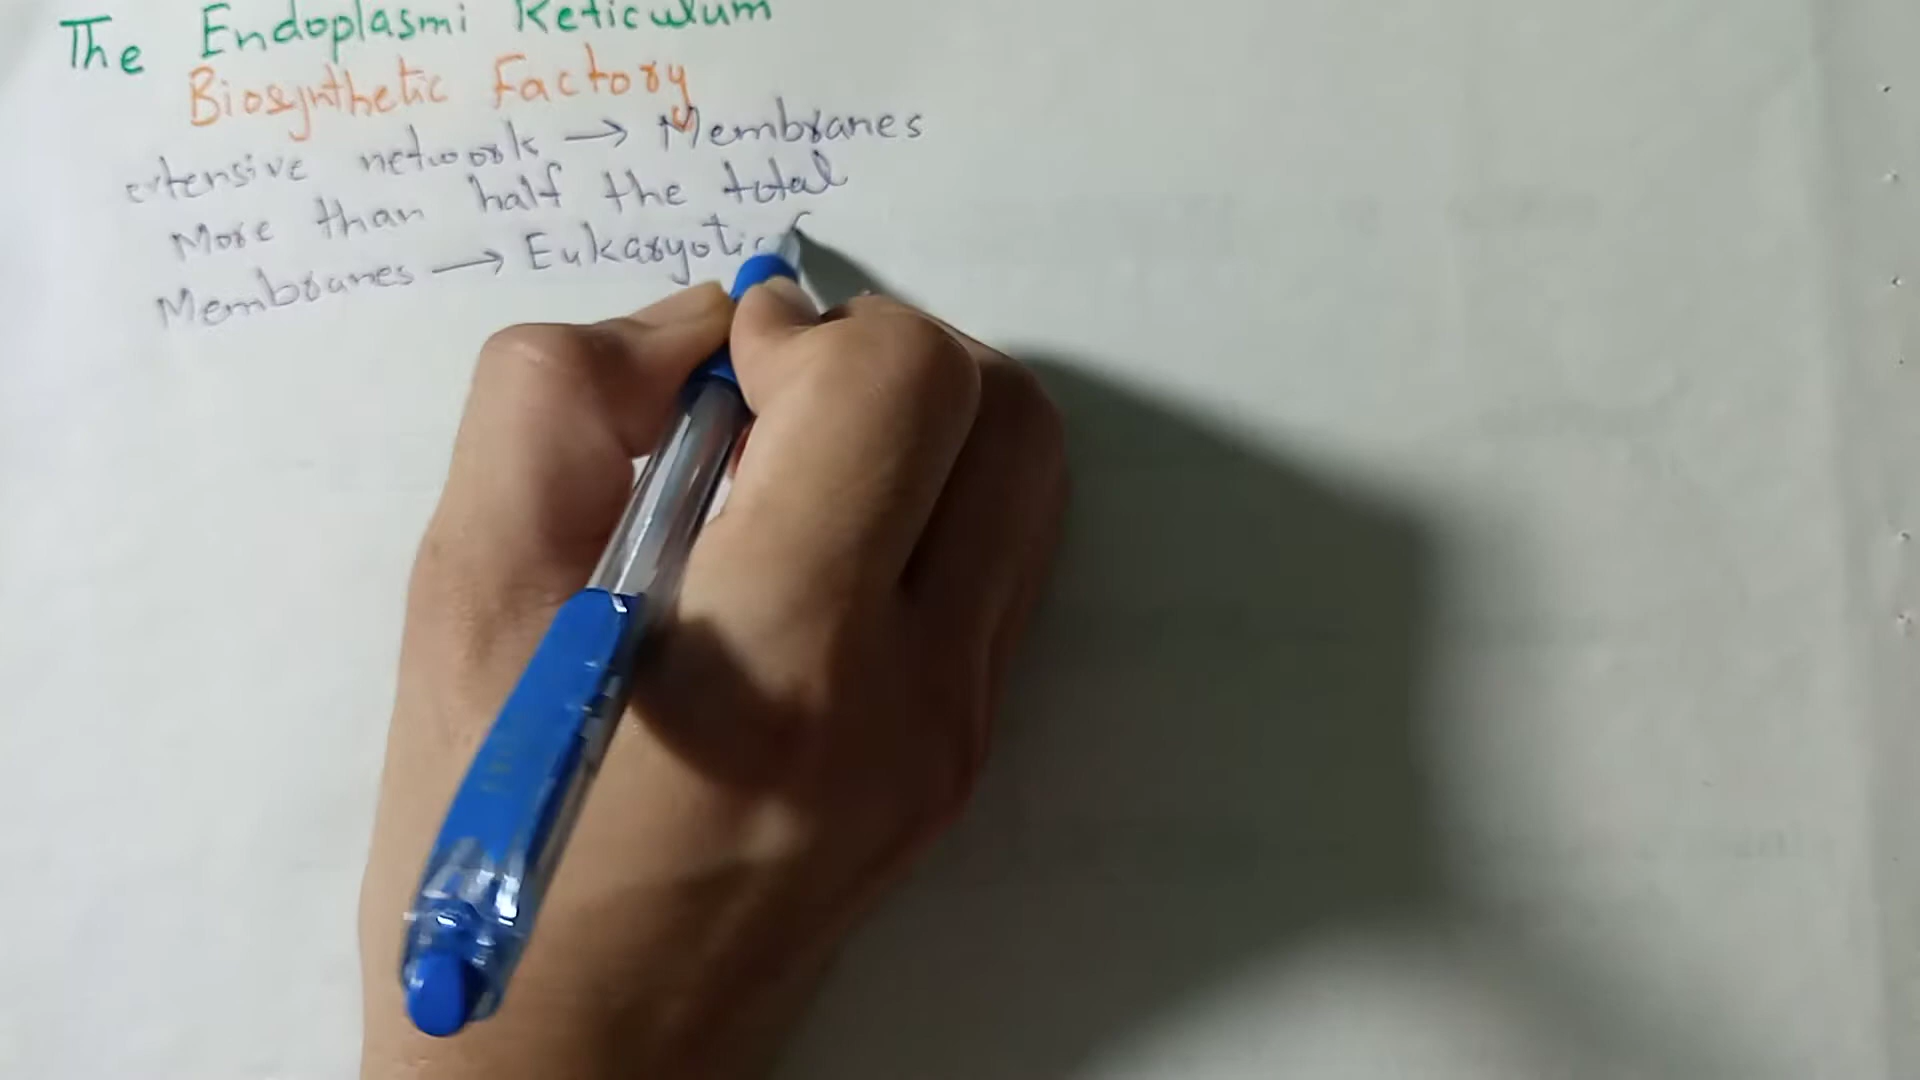 The Endoplasmi Reticulum
Biosynthetic Factory
extensive network → Membranes
More than half the total
Membranes → Eukaryotic